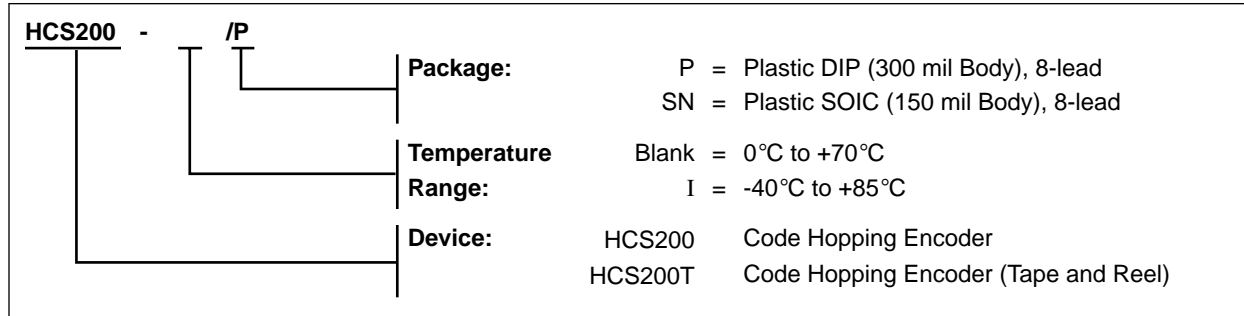 HCS200 - /P
Package: P = Plastic DIP (300 mil Body), 8-lead
SN = Plastic SOIC (150 mil Body), 8-lead
Temperature Blank = 0°C to +70°C
Range: I = -40°C to +85°C
Device: HCS200 Code Hopping Encoder
HCS200T Code Hopping Encoder (Tape and Reel)